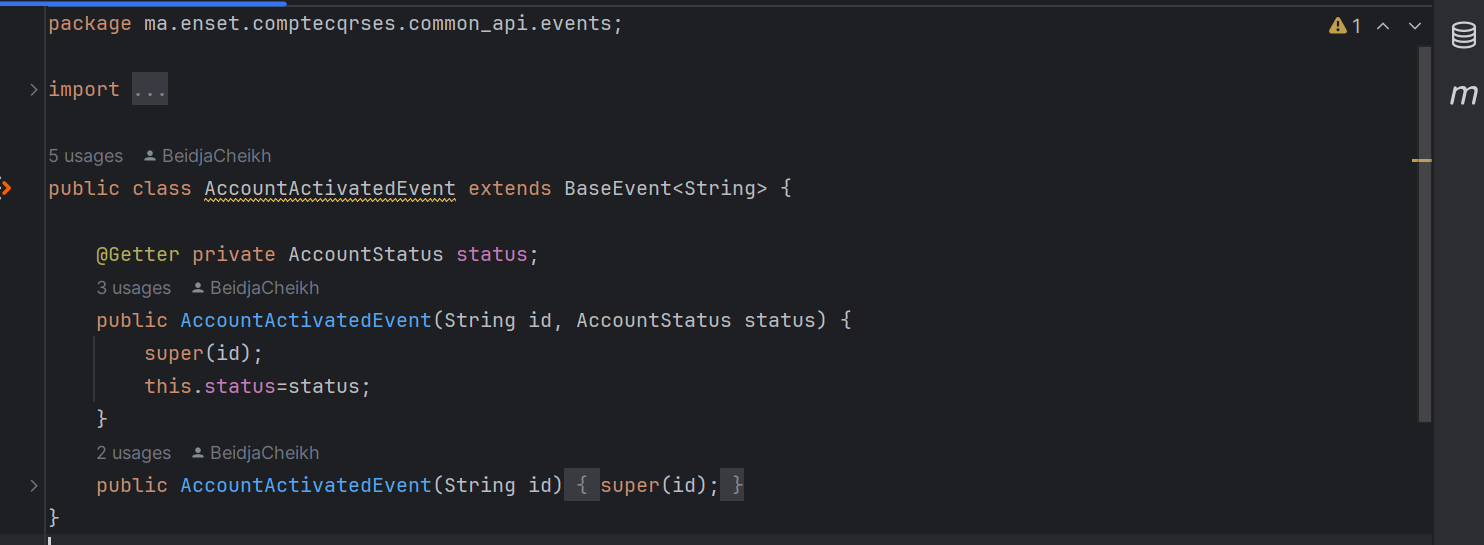 package ma.enset.comptecqrses.common_api.events;
1
import ...
m
5 usages BeidjaCheikh
public class AccountActivatedEvent extends BaseEvent<String> {
@Getter private AccountStatus status;
3 usages BeidjaCheikh
public AccountActivatedEvent(String id, AccountStatus status) {
super(id);
this.status=status;
}
2 usages BeidjaCheikh
public AccountActivatedEvent(String id) { super(id); }
}